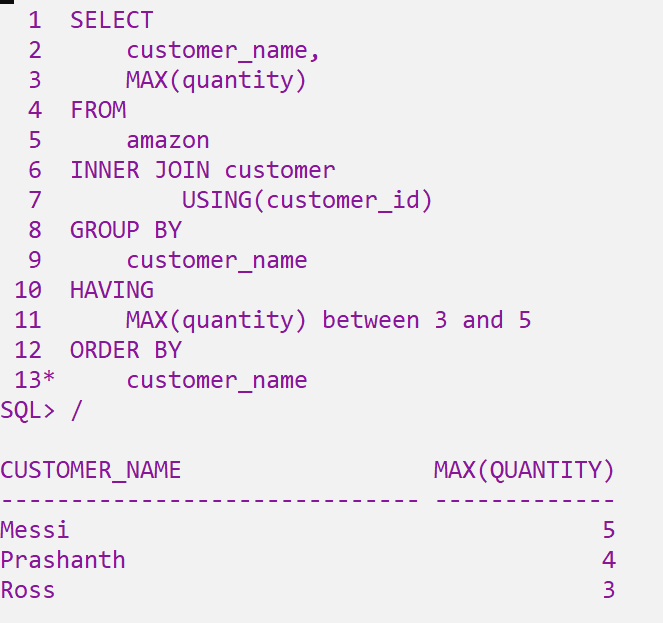 1 SELECT
2 customer_name,
3 MAX(quantity)
4 FROM
5 amazon
6 INNER JOIN customer
7 USING(customer_id)
8 GROUP BY
9 customer_name
10 HAVING
11 MAX(quantity) between 3 and 5
12 ORDER BY
13* customer_name
SQL> /
CUSTOMER_NAME MAX(QUANTITY)
------------------------------ -------------
Messi 5
Prashanth 4
Ross 3